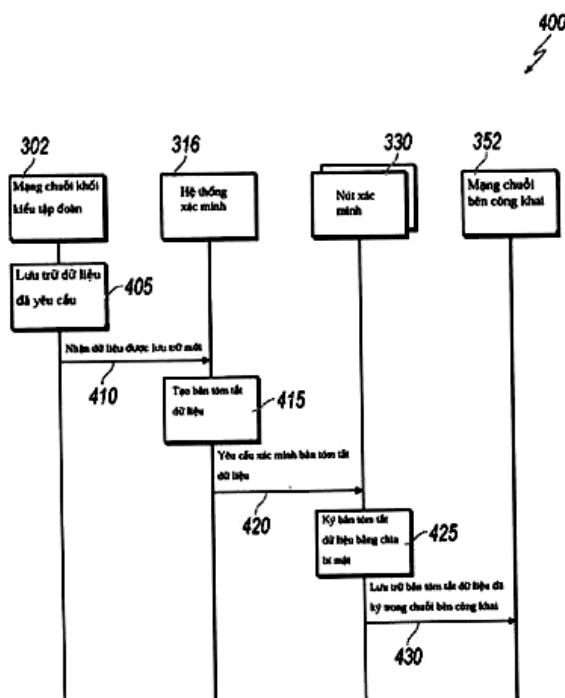 400
302
316
330
352
Mạng chuỗi khối
kiểu tập đoàn
Hệ thống
xác minh
Nút xác
minh
Mạng chuỗi
bên công khai
Lưu trữ dữ liệu
đã yêu cầu
405
Nhận dữ liệu được lưu trữ mới
410
Tạo bản tóm tắt
dữ liệu
415
Yêu cầu xác minh bản tóm tắt
dữ liệu
420
Ký bản tóm tắt
dữ liệu bằng chia
bí mật
425
Lưu trữ bản tóm tắt dữ liệu đã
ký trong chuỗi bên công khai
430